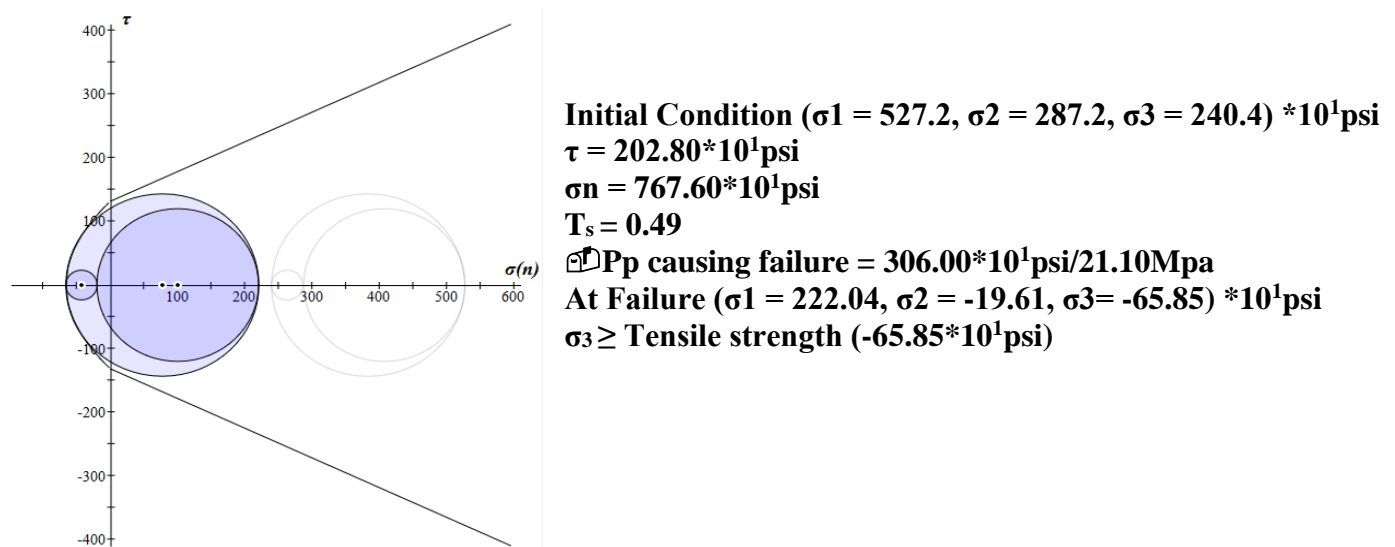 τ
400
300
200
100
-100
-200
-300
-400
100 200 300 400 500 600
σ(n)
Initial Condition (σ1 = 527.2, σ2 = 287.2, σ3 = 240.4) *10¹psi
τ = 202.80*10¹psi
σn = 767.60*10¹psi
Tₛ = 0.49
Pp causing failure = 306.00*10¹psi/21.10Mpa
At Failure (σ1 = 222.04, σ2 = -19.61, σ3= -65.85) *10¹psi
σ₃ ≥ Tensile strength (-65.85*10¹psi)